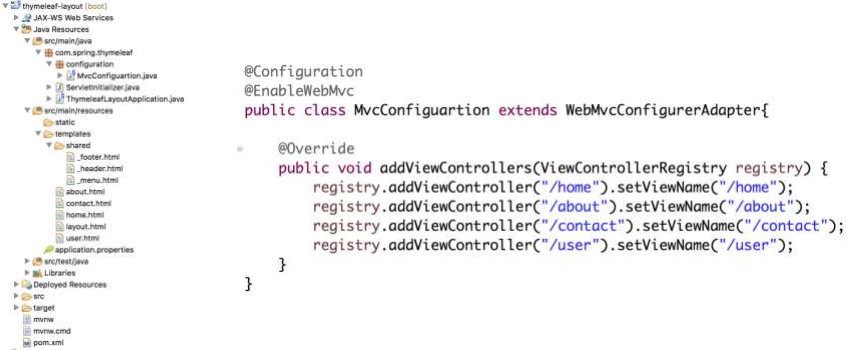 thymeleaf-layout [boot]
JAX-WS Web Services
Java Resources
src/main/java
com.spring.thymeleaf
configuration
MvcConfiguartion.java
ServletInitializer.java
ThymeleafLayoutApplication.java
src/main/resources
static
templates
shared
_footer.html
_header.html
_menu.html
about.html
contact.html
home.html
layout.html
user.html
application.properties
src/test/java
Libraries
Deployed Resources
src
target
mvnw
mvnw.cmd
pom.xml
@Configuration
@EnableWebMvc
public class MvcConfiguartion extends WebMvcConfigurerAdapter{
@Override
public void addViewControllers(ViewControllerRegistry registry) {
registry.addViewController("/home").setViewName("/home");
registry.addViewController("/about").setViewName("/about");
registry.addViewController("/contact").setViewName("/contact");
registry.addViewController("/user").setViewName("/user");
}
}